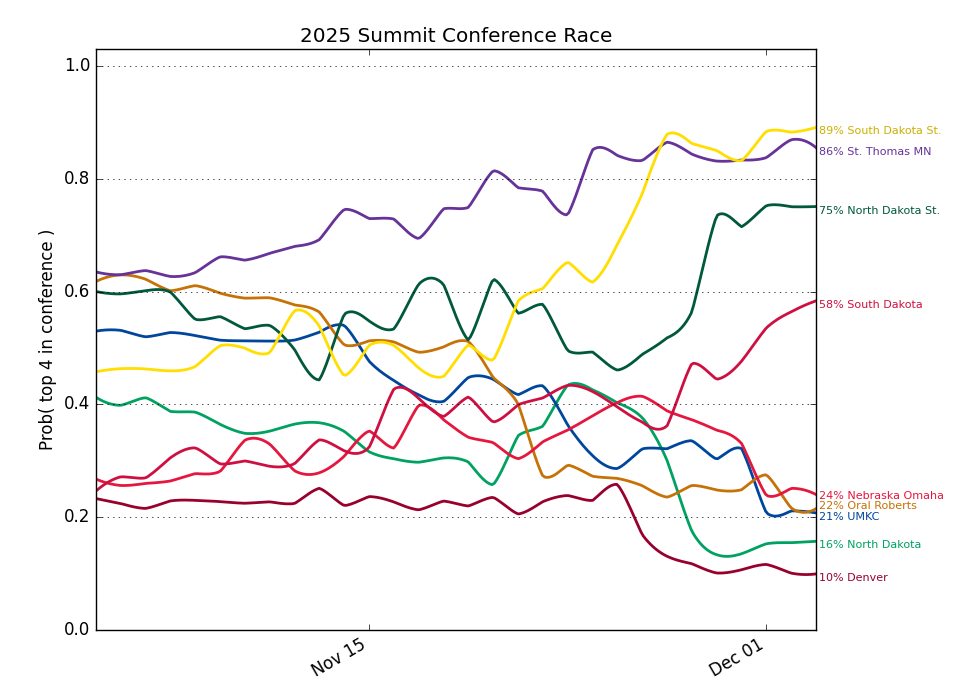 2025 Summit Conference Race
Prob( top 4 in conference )
1.0
0.8
0.6
0.4
0.2
0.0
Nov 15
Dec 01
89% South Dakota St.
86% St. Thomas MN
75% North Dakota St.
58% South Dakota
24% Nebraska Omaha
22% Oral Roberts
21% UMKC
16% North Dakota
10% Denver